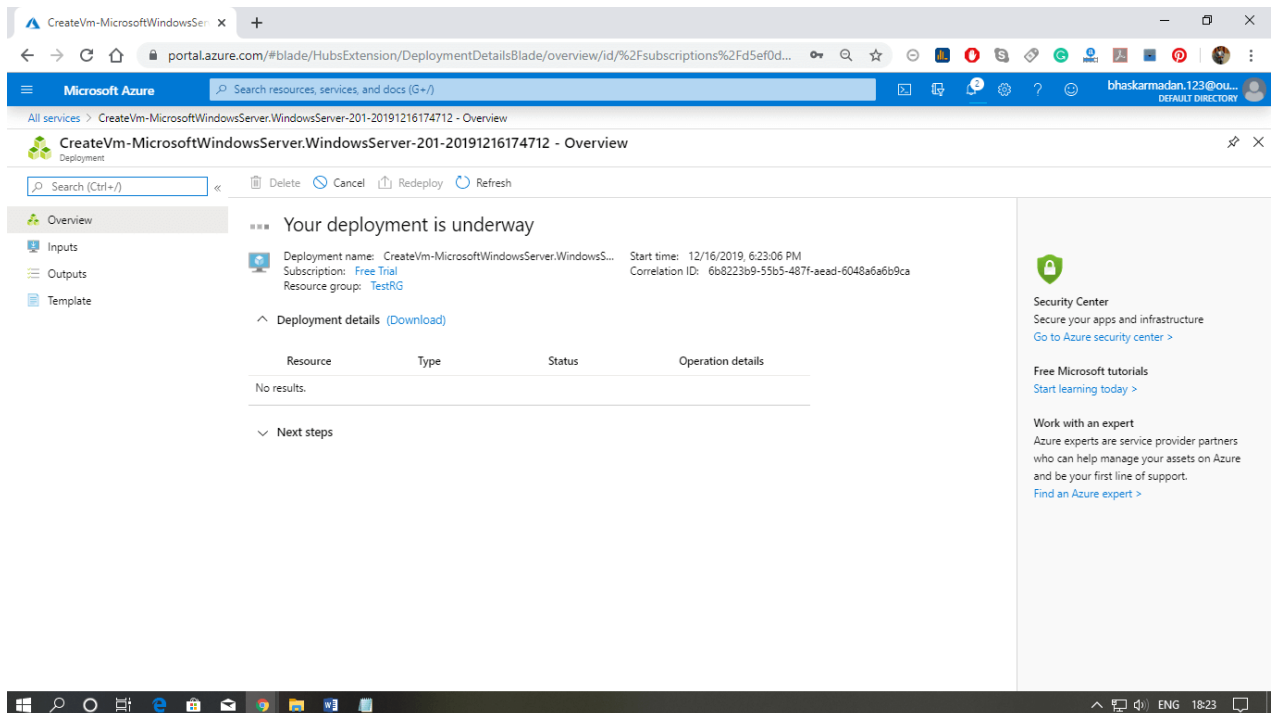 CreateVm-MicrosoftWindowsSer
portal.azure.com/#blade/HubsExtension/DeploymentDetailsBlade/overview/id/%2Fsubscriptions%2Fd5ef0d...
Microsoft Azure
Search resources, services, and docs (G+/)
2
bhaskarmadan.123@ou...
DEFAULT DIRECTORY
All services > CreateVm-MicrosoftWindowsServer.WindowsServer-201-20191216174712 - Overview
CreateVm-MicrosoftWindowsServer.WindowsServer-201-20191216174712 - Overview
Deployment
Search (Ctrl+/)
«
Delete Cancel Redeploy Refresh
Overview
Inputs
Outputs
Template
Your deployment is underway
Deployment name: CreateVm-MicrosoftWindowsServer.WindowsS...
Subscription: Free Trial
Resource group: TestRG
Start time: 12/16/2019, 6:23:06 PM
Correlation ID: 6b8223b9-55b5-487f-aead-6048a6a6b9ca
Deployment details (Download)
Resource Type Status Operation details
No results.
Next steps
Security Center
Secure your apps and infrastructure
Go to Azure security center >
Free Microsoft tutorials
Start learning today >
Work with an expert
Azure experts are service provider partners
who can help manage your assets on Azure
and be your first line of support.
Find an Azure expert >
ENG 18:23